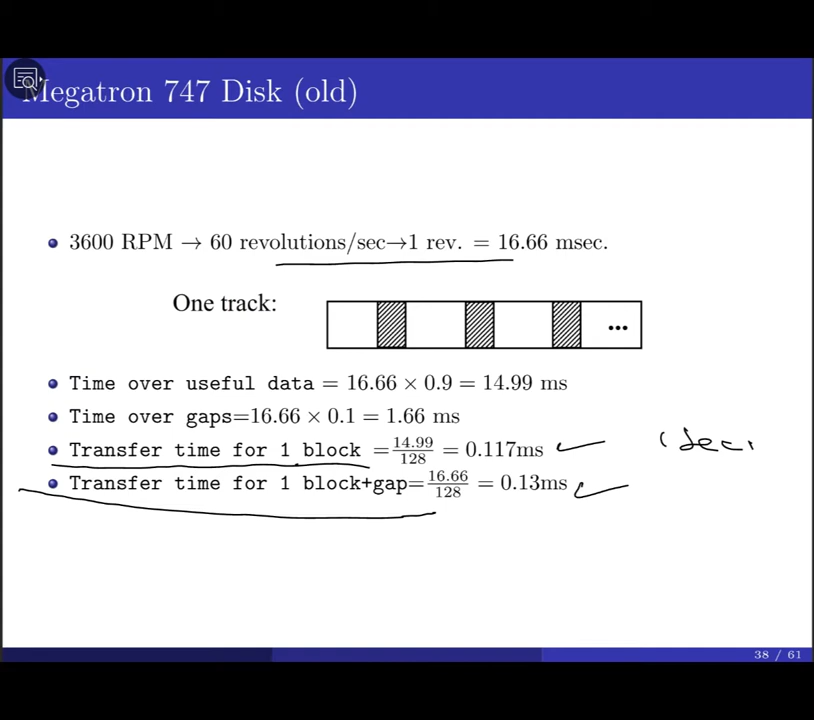 Megatron 747 Disk (old)
3600 RPM → 60 revolutions/sec→1 rev. = 16.66 msec.
One track:
...
Time over useful data = 16.66 × 0.9 = 14.99 ms
Time over gaps=16.66 × 0.1 = 1.66 ms
Transfer time for 1 block = 14.99/128 = 0.117ms
Transfer time for 1 block+gap= 16.66/128 = 0.13ms
38 / 61